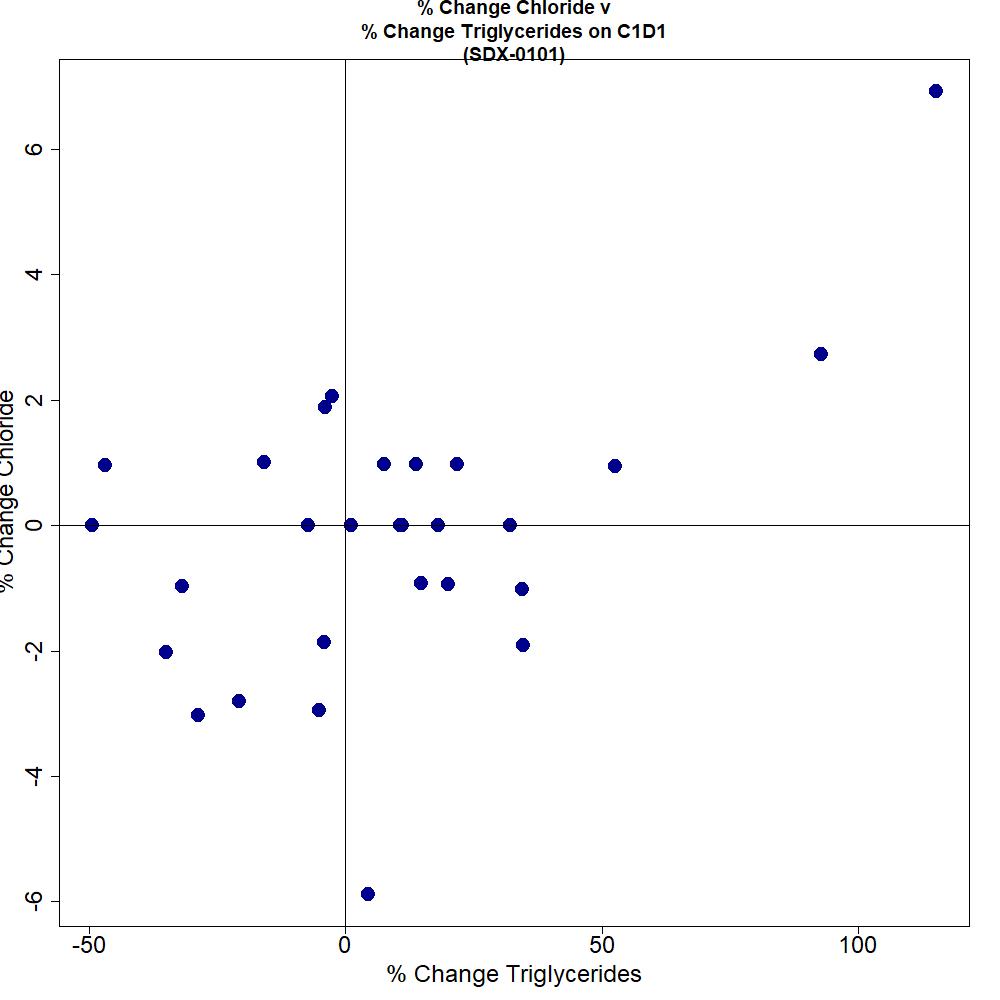 % Change Chloride v
% Change Triglycerides on C1D1
(SDX-0101)
% Change Chloride
6
4
2
0
-2
-4
-6
-50
0
50
100
% Change Triglycerides